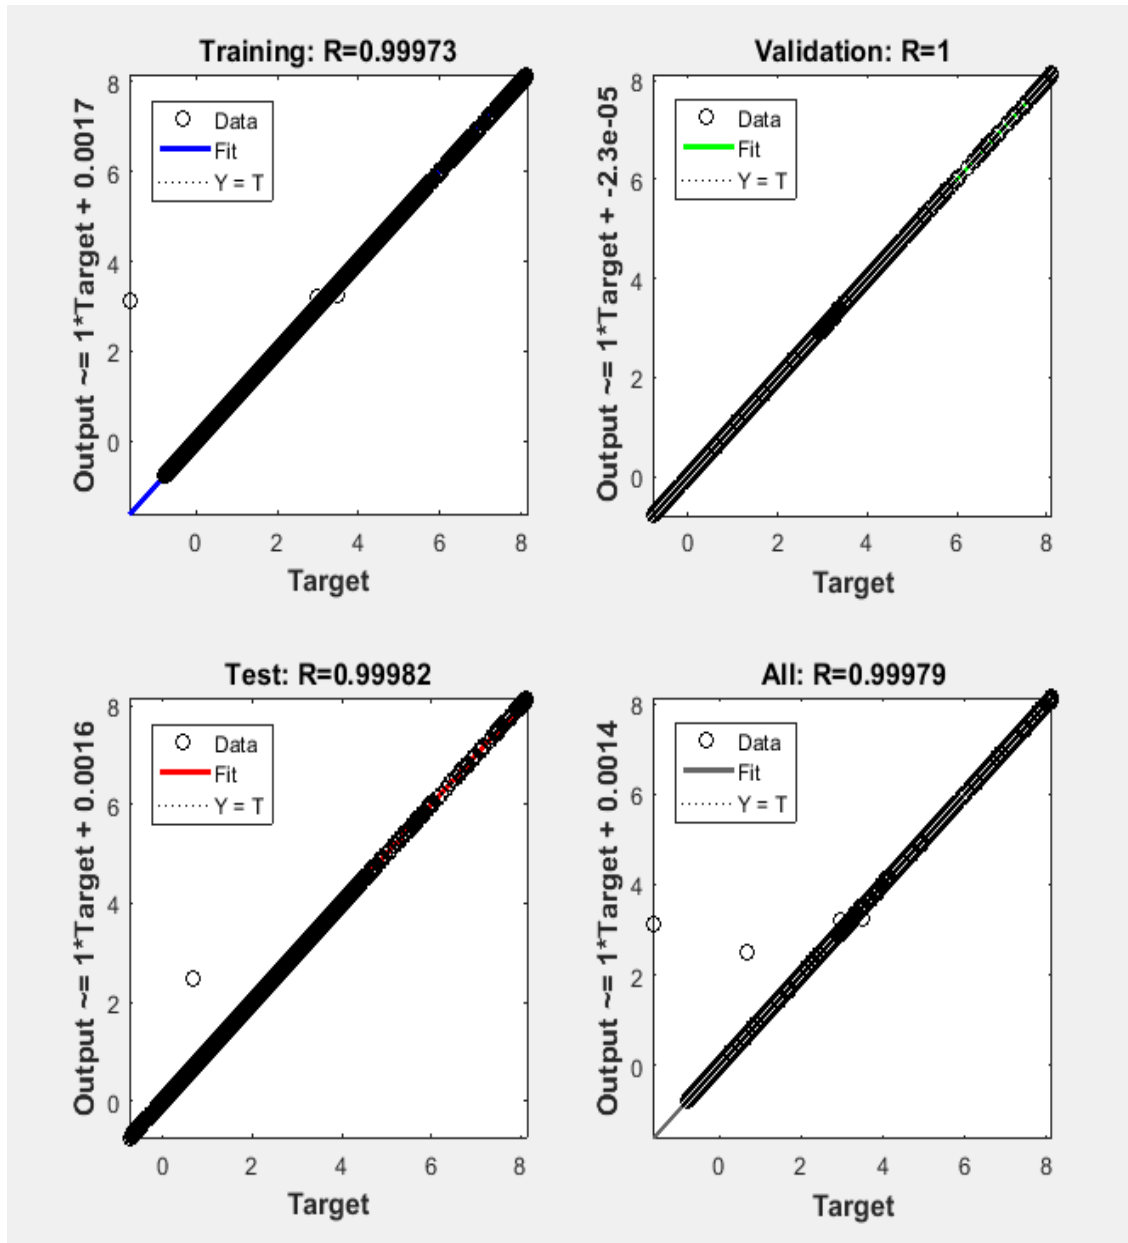 Training: R=0.99973
Output ~= 1*Target + 0.0017
8
6
4
2
0
Data
Fit
Y = T
0 2 4 6 8
Target
Validation: R=1
Output ~= 1*Target + -2.3e-05
8
6
4
2
0
Data
Fit
Y = T
0 2 4 6 8
Target
Test: R=0.99982
Output ~= 1*Target + 0.0016
8
6
4
2
0
Data
Fit
Y = T
0 2 4 6 8
Target
All: R=0.99979
Output ~= 1*Target + 0.0014
8
6
4
2
0
Data
Fit
Y = T
0 2 4 6 8
Target